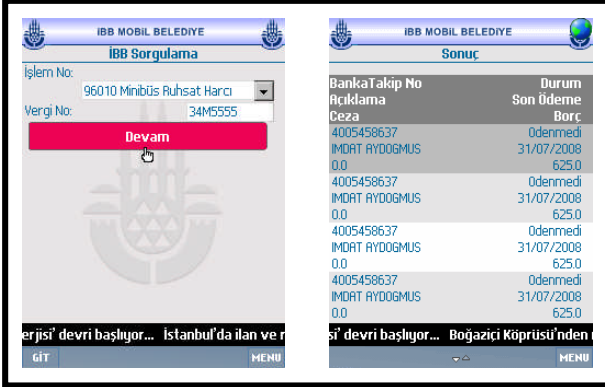 İBB MOBİL BELEDİYE
İBB Sorgulama
İşlem No:
96010 Minibüs Ruhsat Harcı
Vergi No:
34M5555
Devam
erjisi' devri başlıyor... İstanbul'da ilan ve r
GİT MENU
İBB MOBİL BELEDİYE
Sonuç
BankaTakip No Durum
Açıklama Son Ödeme
Ceza Borç
4005458637 Odenmedi
IMDAT AYDOGMUS 31/07/2008
0.0 625.0
4005458637 Odenmedi
IMDAT AYDOGMUS 31/07/2008
0.0 625.0
4005458637 Odenmedi
IMDAT AYDOGMUS 31/07/2008
0.0 625.0
4005458637 Odenmedi
IMDAT AYDOGMUS 31/07/2008
0.0 625.0
si' devri başlıyor... Boğaziçi Köprüsü'nden
MENU